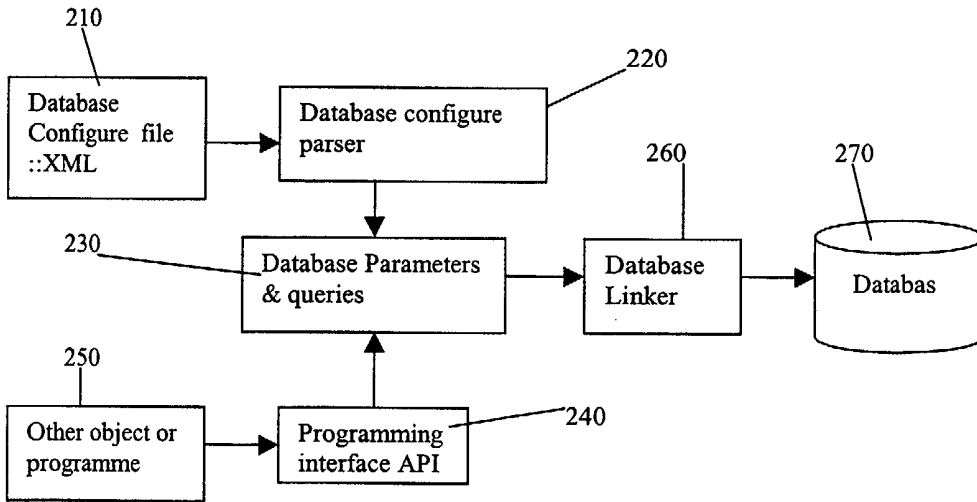 210
220
Database
Configure file
::XML
Database configure
parser
260
270
230
Database Parameters
& queries
Database
Linker
Databas
250
240
Other object or
programme
Programming
interface API